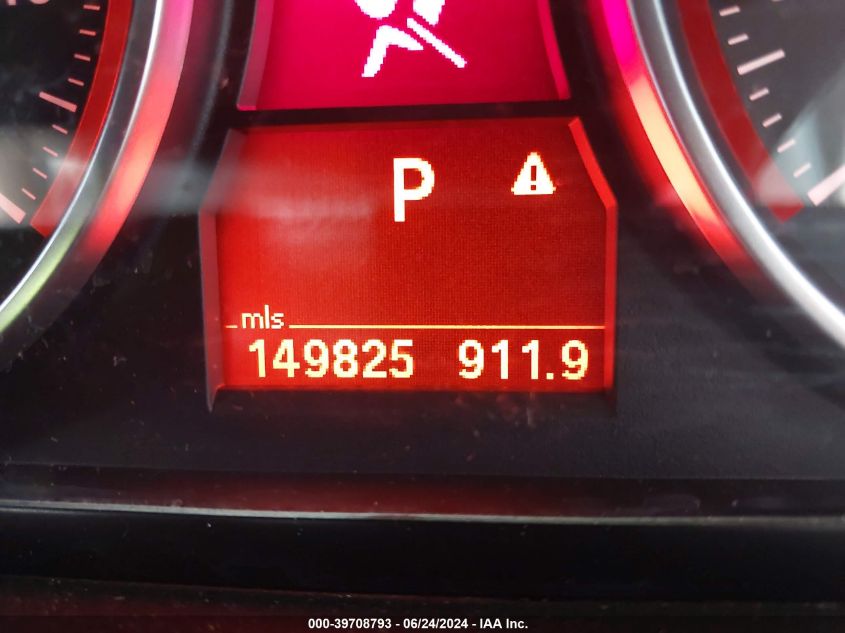 P
mls
149825 911.9
000-39708793 - 06/24/2024 - IAA Inc.